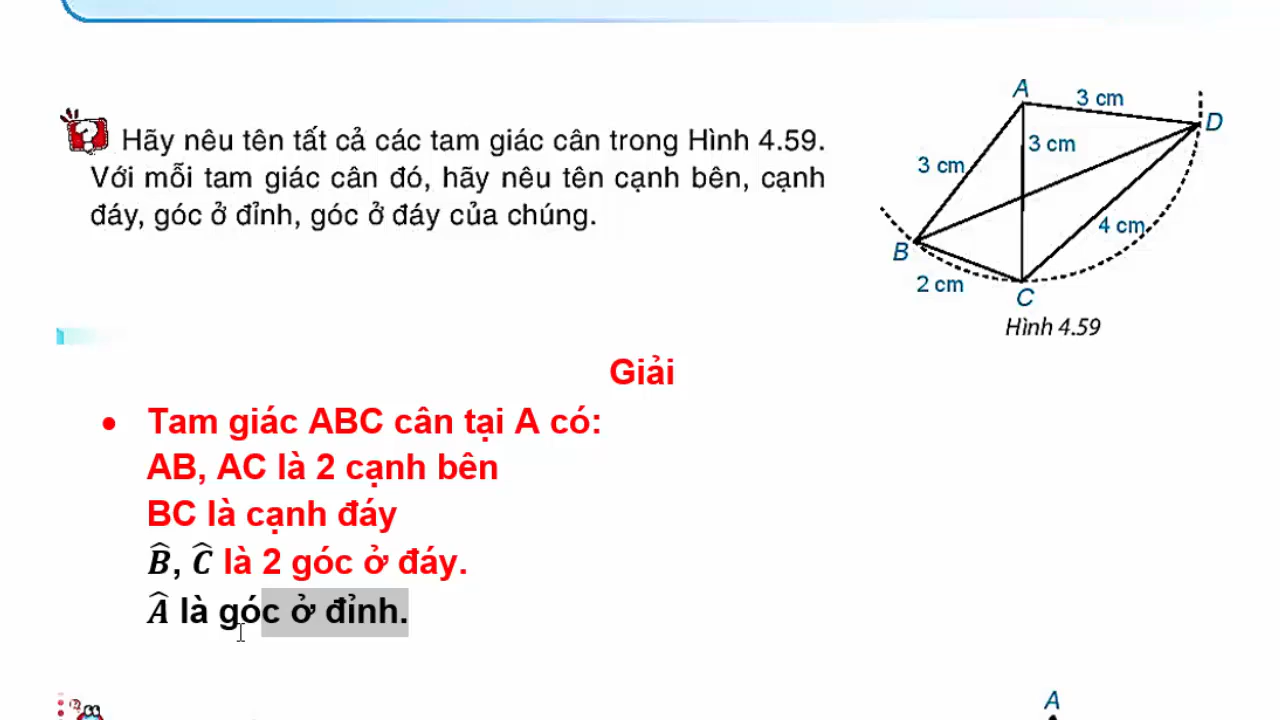 Hãy nêu tên tất cả các tam giác cân trong Hình 4.59.
Với mỗi tam giác cân đó, hãy nêu tên cạnh bên, cạnh
đáy, góc ở đỉnh, góc ở đáy của chúng.
A
3 cm
D
3 cm
3 cm
4 cm
B
2 cm
C
Hình 4.59
Giải
• Tam giác ABC cân tại A có:
AB, AC là 2 cạnh bên
BC là cạnh đáy
B̂, Ĉ là 2 góc ở đáy.
Â là góc ở đỉnh.
A